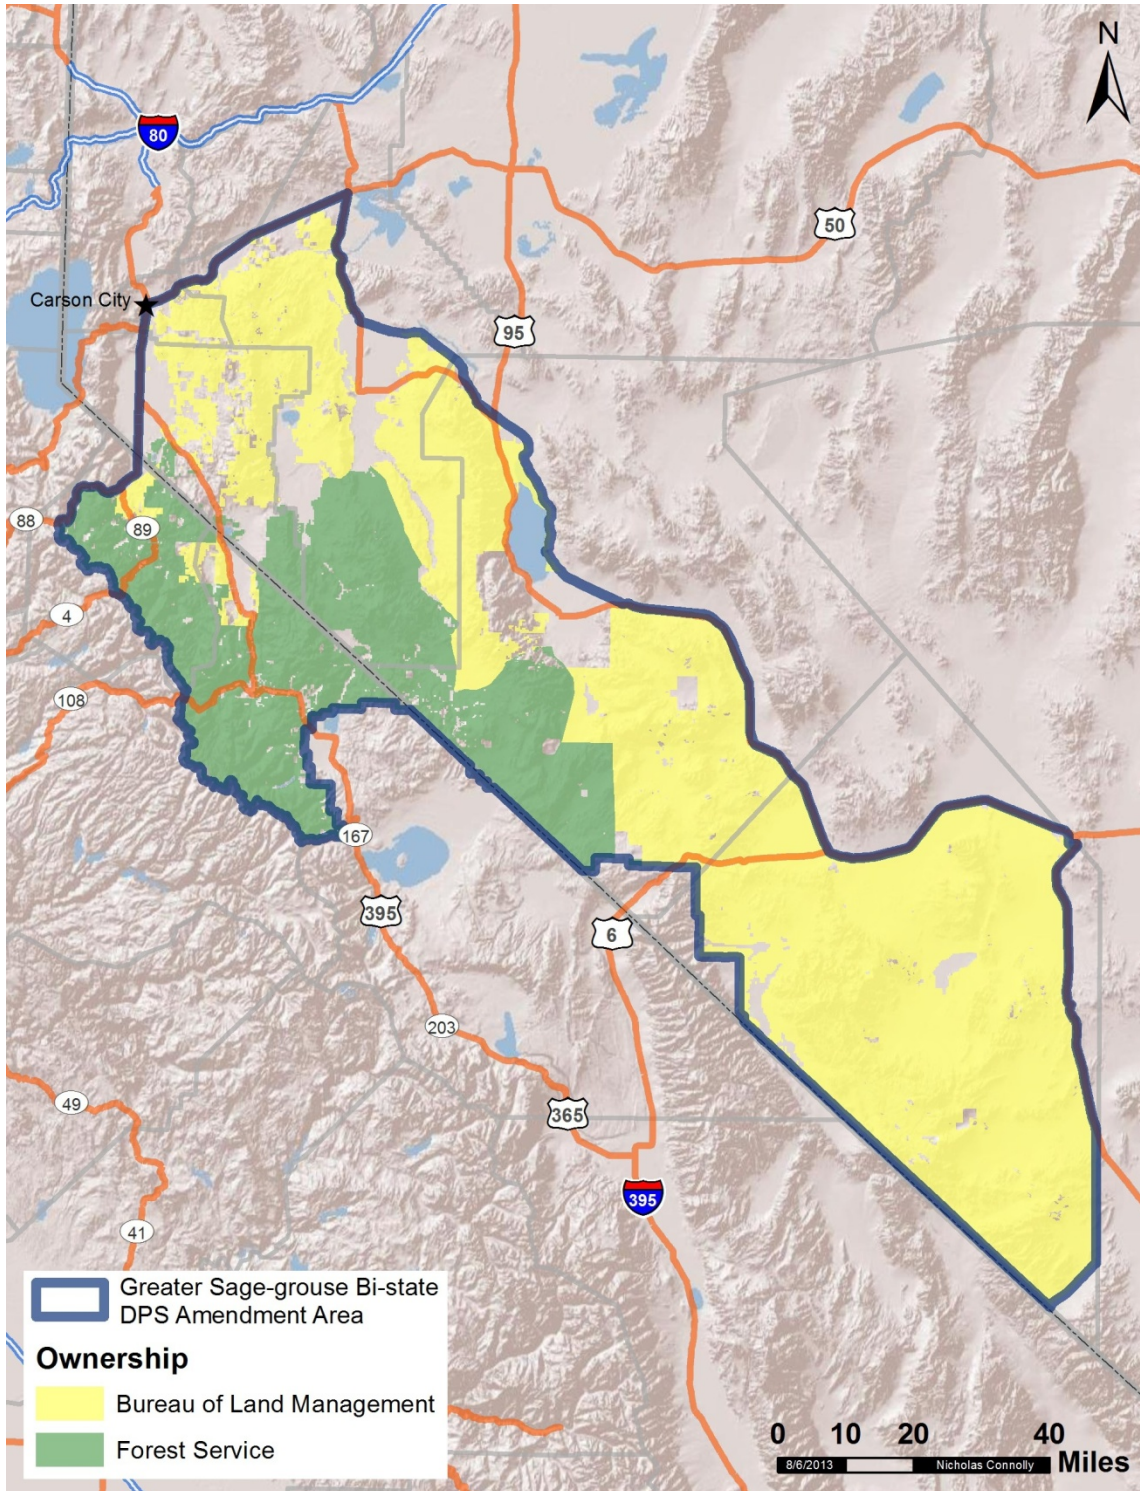 N
80
50
Carson City
95
88
89
4
108
167
395
6
203
49
365
395
41
Greater Sage-grouse Bi-state
DPS Amendment Area
Ownership
Bureau of Land Management
Forest Service
0 10 20 40
8/6/2013 Nicholas Connolly Miles